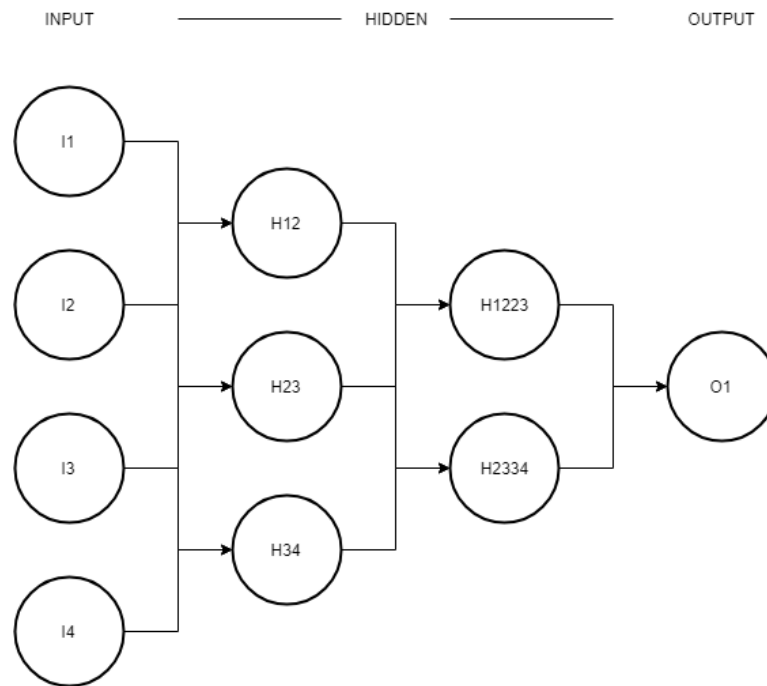 INPUT
HIDDEN
OUTPUT
I1
H12
I2
H1223
H23
O1
I3
H2334
H34
I4